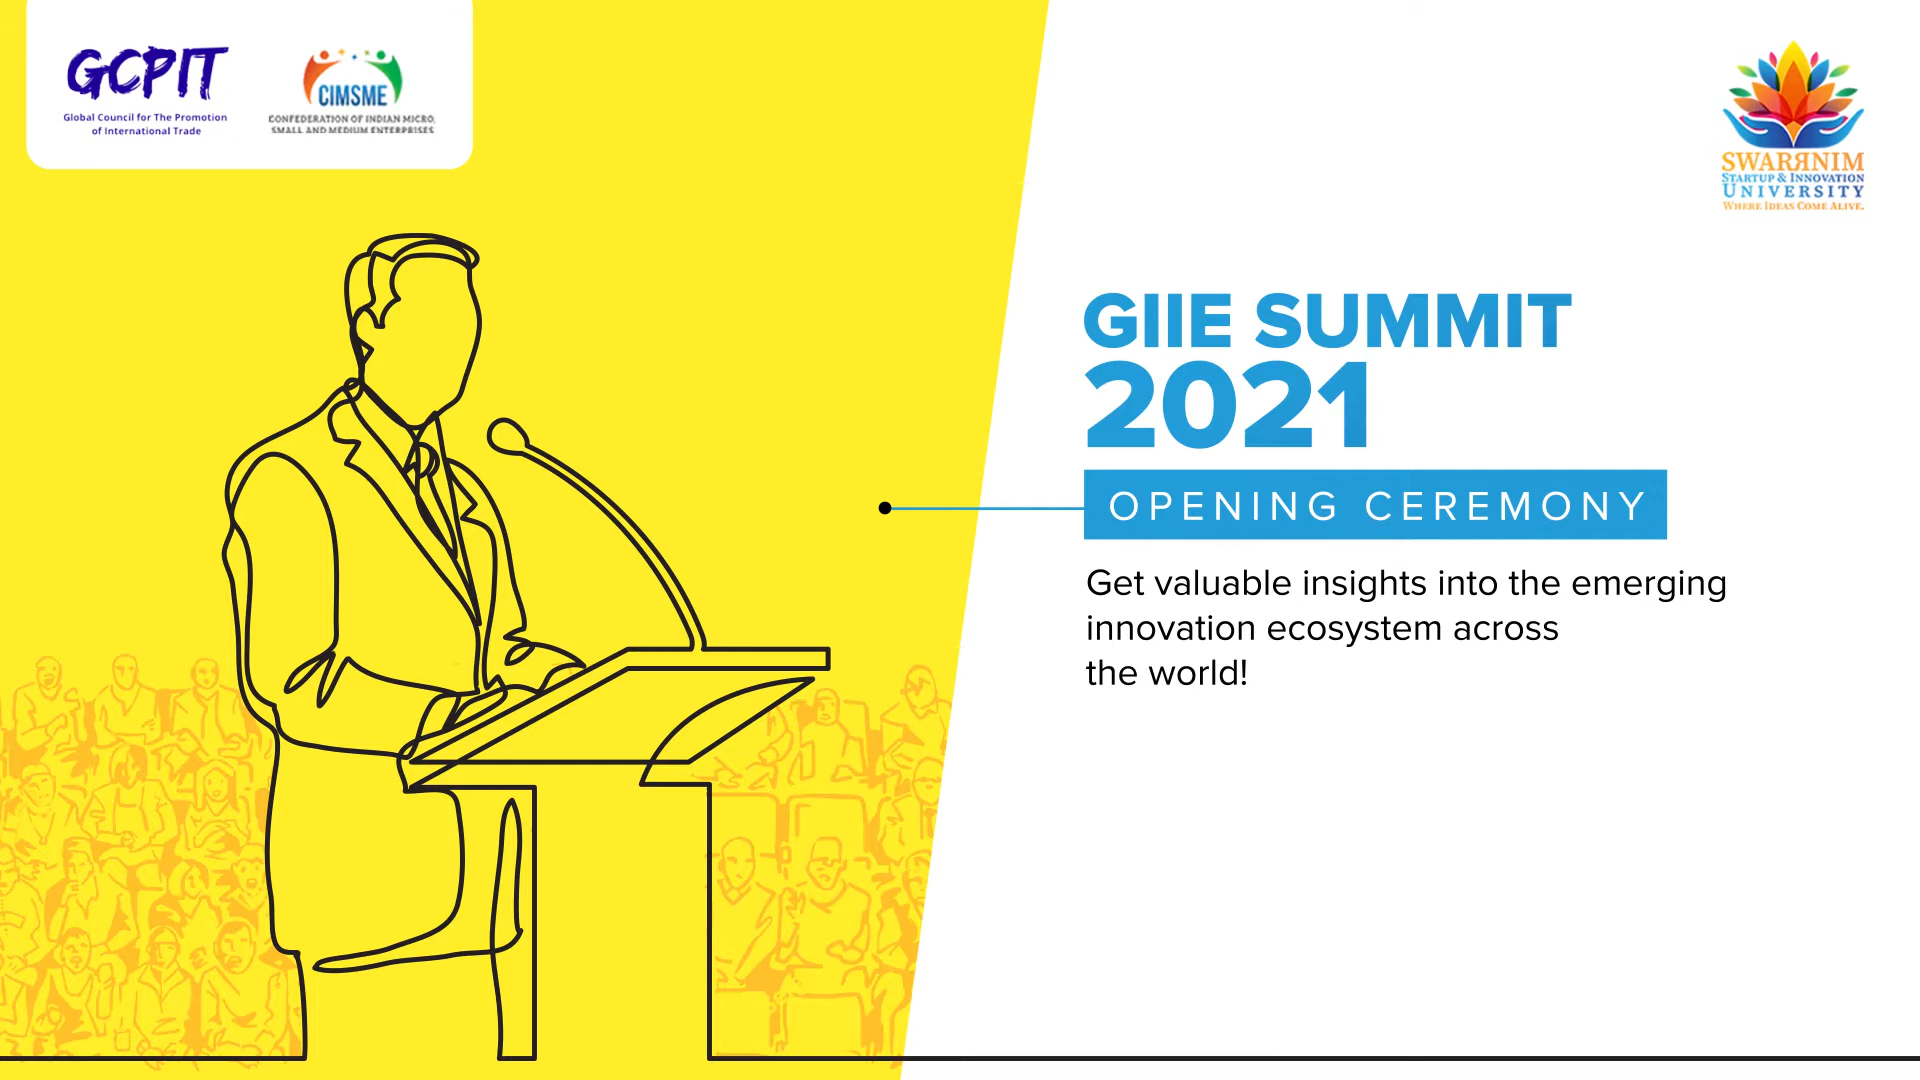 GCPIT
Global Council for The Promotion
of International Trade
CIMSME
CONFEDERATION OF INDIAN MICRO,
SMALL AND MEDIUM ENTERPRISES
SWARЯNIM
STARTUP & INNOVATION
UNIVERSITY
WHERE IDEAS COME ALIVE.
GIIE SUMMIT
2021
OPENING CEREMONY
Get valuable insights into the emerging
innovation ecosystem across
the world!